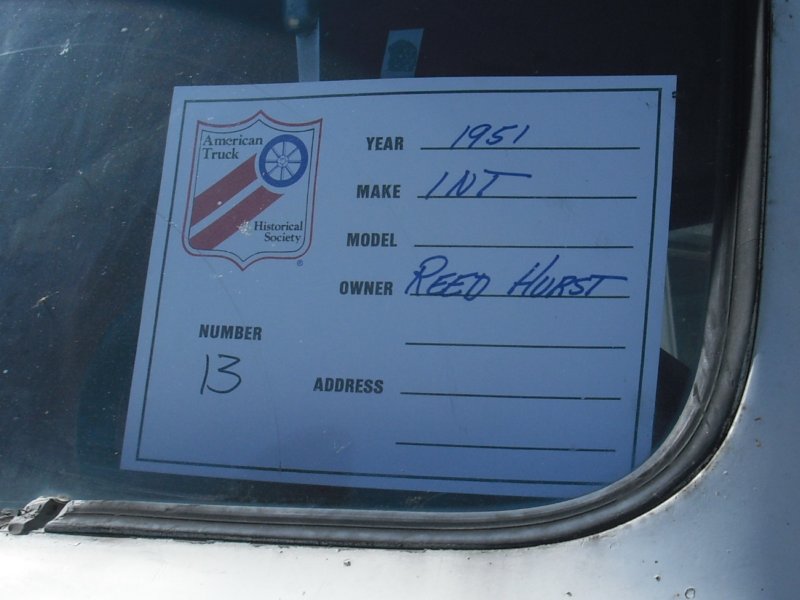 American
Truck
Historical
Society
®
YEAR 1951
MAKE INT
MODEL
OWNER REED HURST
NUMBER
13
ADDRESS